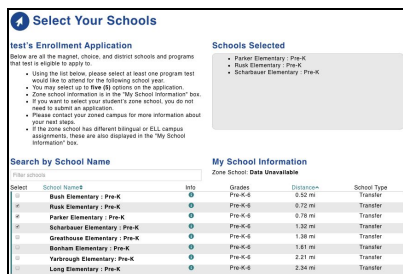 Select Your Schools
test's Enrollment Application
Below are all the magnet, choice, and district schools and programs
that test is eligible to apply to.
Using the list below, please select at least one program test
would like to attend for the following school year.
You may select up to five (5) options on the application.
Zone school information is in the "My School Information" box.
If you want to select your student's zone school, you do not
need to submit an application.
Please contact your zoned campus for more information about
your next steps.
If the zone school has different bilingual or ELL campus
assignments, these are also displayed in the "My School
Information" box.
Schools Selected
Parker Elementary : Pre-K
Rusk Elementary : Pre-K
Scharbauer Elementary : Pre-K
Search by School Name
Filter schools
My School Information
Zone School: Data Unavailable
Select School Name Info Grades Distance School Type
Bush Elementary : Pre-K Pre-K-6 0.52 mi Transfer
Rusk Elementary : Pre-K Pre-K-6 0.72 mi Transfer
Parker Elementary : Pre-K Pre-K-6 0.78 mi Transfer
Scharbauer Elementary : Pre-K Pre-K-6 1.32 mi Transfer
Greathouse Elementary : Pre-K Pre-K-6 1.38 mi Transfer
Bonham Elementary : Pre-K Pre-K-6 1.61 mi Transfer
Yarbrough Elementary : Pre-K Pre-K-6 2.21 mi Transfer
Long Elementary : Pre-K Pre-K-6 2.34 mi Transfer